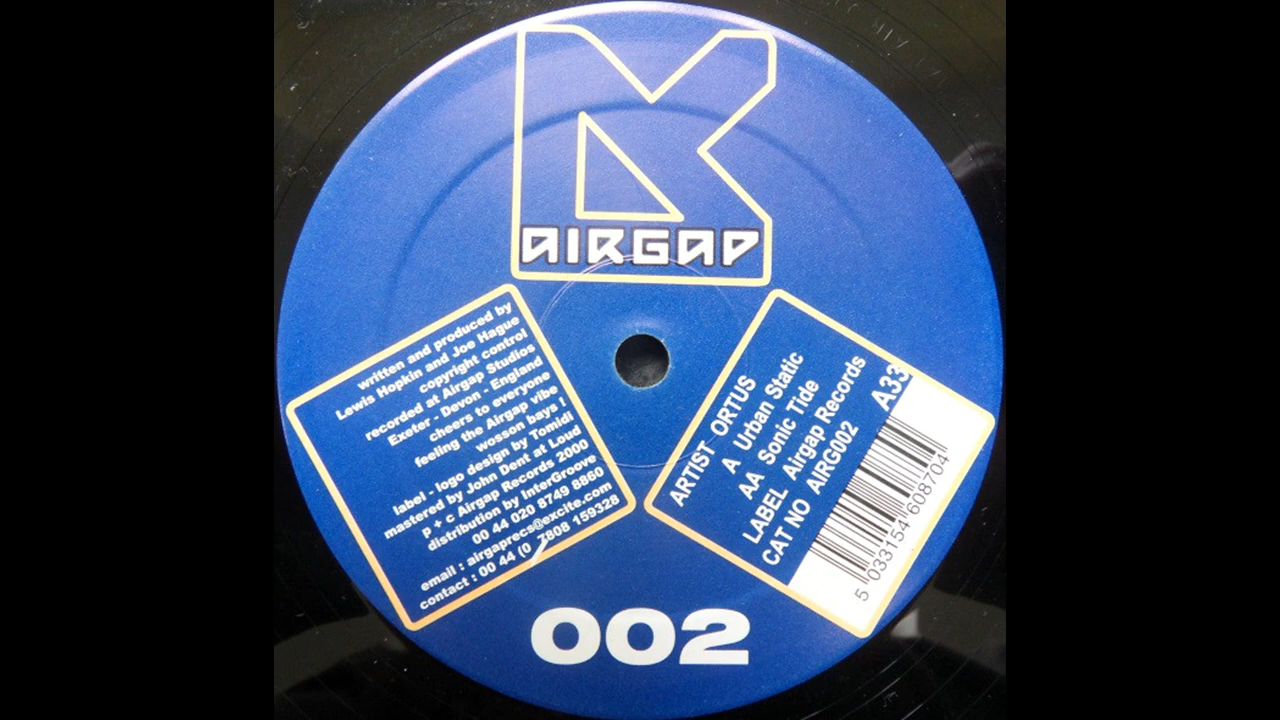 AIRGAP
written and produced by
Lewis Hopkin and Joe Hague
copyright control
recorded at Airgap Studios
Exeter - Devon - England
cheers to everyone
feeling the Airgap vibe
wosson bays !
label - logo design by Tomidi
mastered by John Dent at Loud
p + c Airgap Records 2000
distribution by InterGroove
00 44 020 8749 8860
email : airgaprecs@excite.com
contact : 00 44 (0 7808 159328
ARTIST ORTUS
A Urban Static
AA Sonic Tide
LABEL Airgap Records
CAT NO AIRG002
A33
5 033154 608704
002